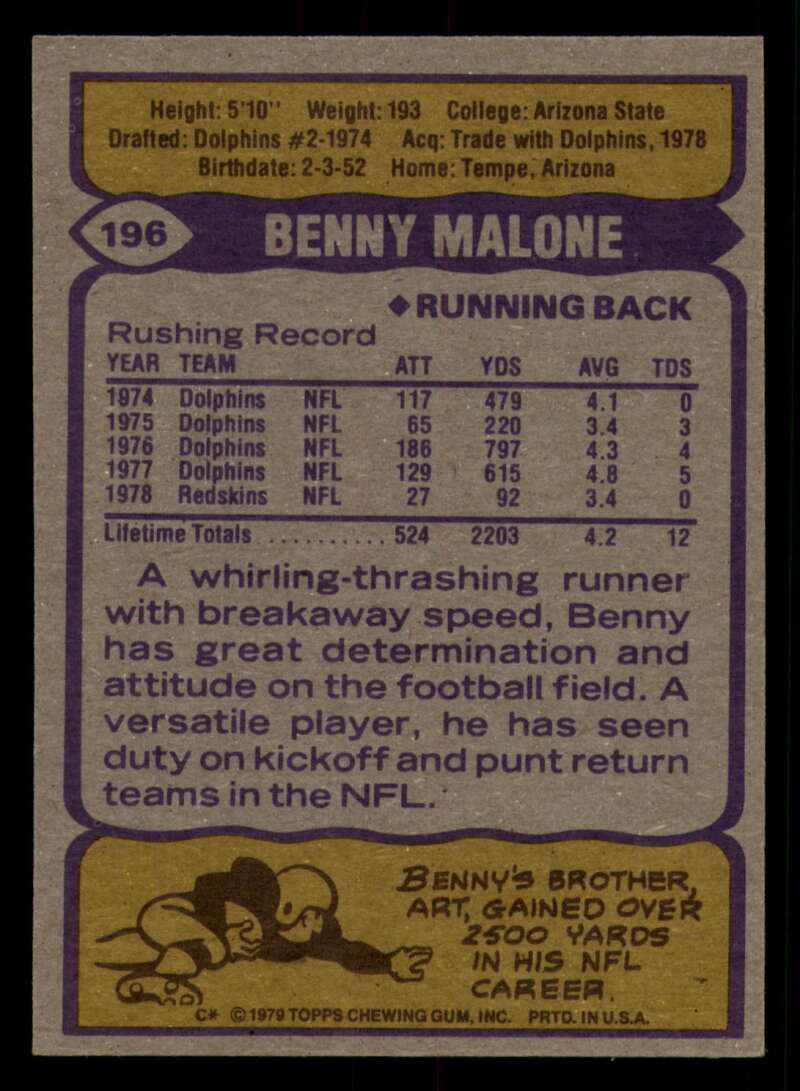 Height: 5'10" Weight: 193 College: Arizona State
Drafted: Dolphins #2-1974 Acq: Trade with Dolphins, 1978
Birthdate: 2-3-52 Home: Tempe, Arizona
196 BENNY MALONE
◆RUNNING BACK
Rushing Record
YEAR TEAM ATT YDS AVG TDS
1974 Dolphins NFL 117 479 4.1 0
1975 Dolphins NFL 65 220 3.4 3
1976 Dolphins NFL 186 797 4.3 4
1977 Dolphins NFL 129 615 4.8 5
1978 Redskins NFL 27 92 3.4 0
Lifetime Totals ........... 524 2203 4.2 12
A whirling-thrashing runner
with breakaway speed, Benny
has great determination and
attitude on the football field. A
versatile player, he has seen
duty on kickoff and punt return
teams in the NFL.
BENNY'S BROTHER,
ART, GAINED OVER
2500 YARDS
IN HIS NFL
CAREER.
C* © 1979 TOPPS CHEWING GUM, INC. PRTD. IN U.S.A.